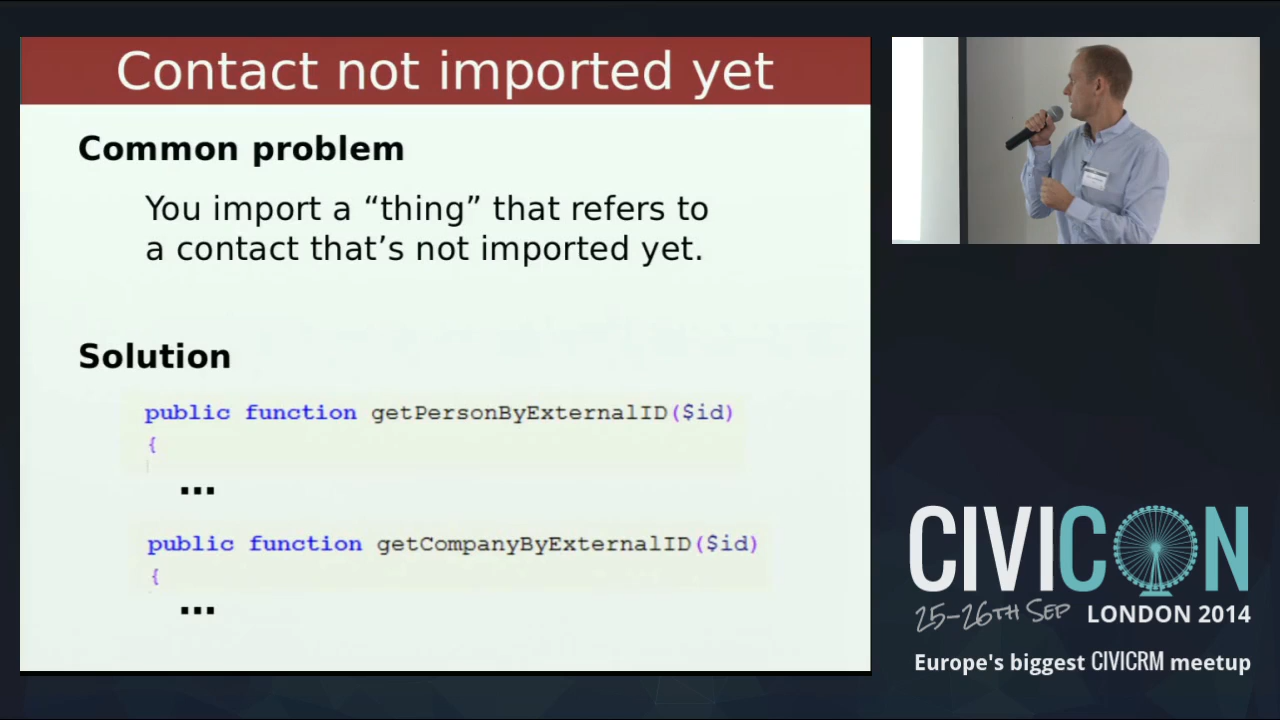 Contact not imported yet
Common problem
You import a “thing” that refers to
a contact that’s not imported yet.
Solution
public function getPersonByExternalID($id)
{
...
public function getCompanyByExternalID($id)
{
...
CIVICON
25-26TH SEP LONDON 2014
Europe's biggest CIVICRM meetup